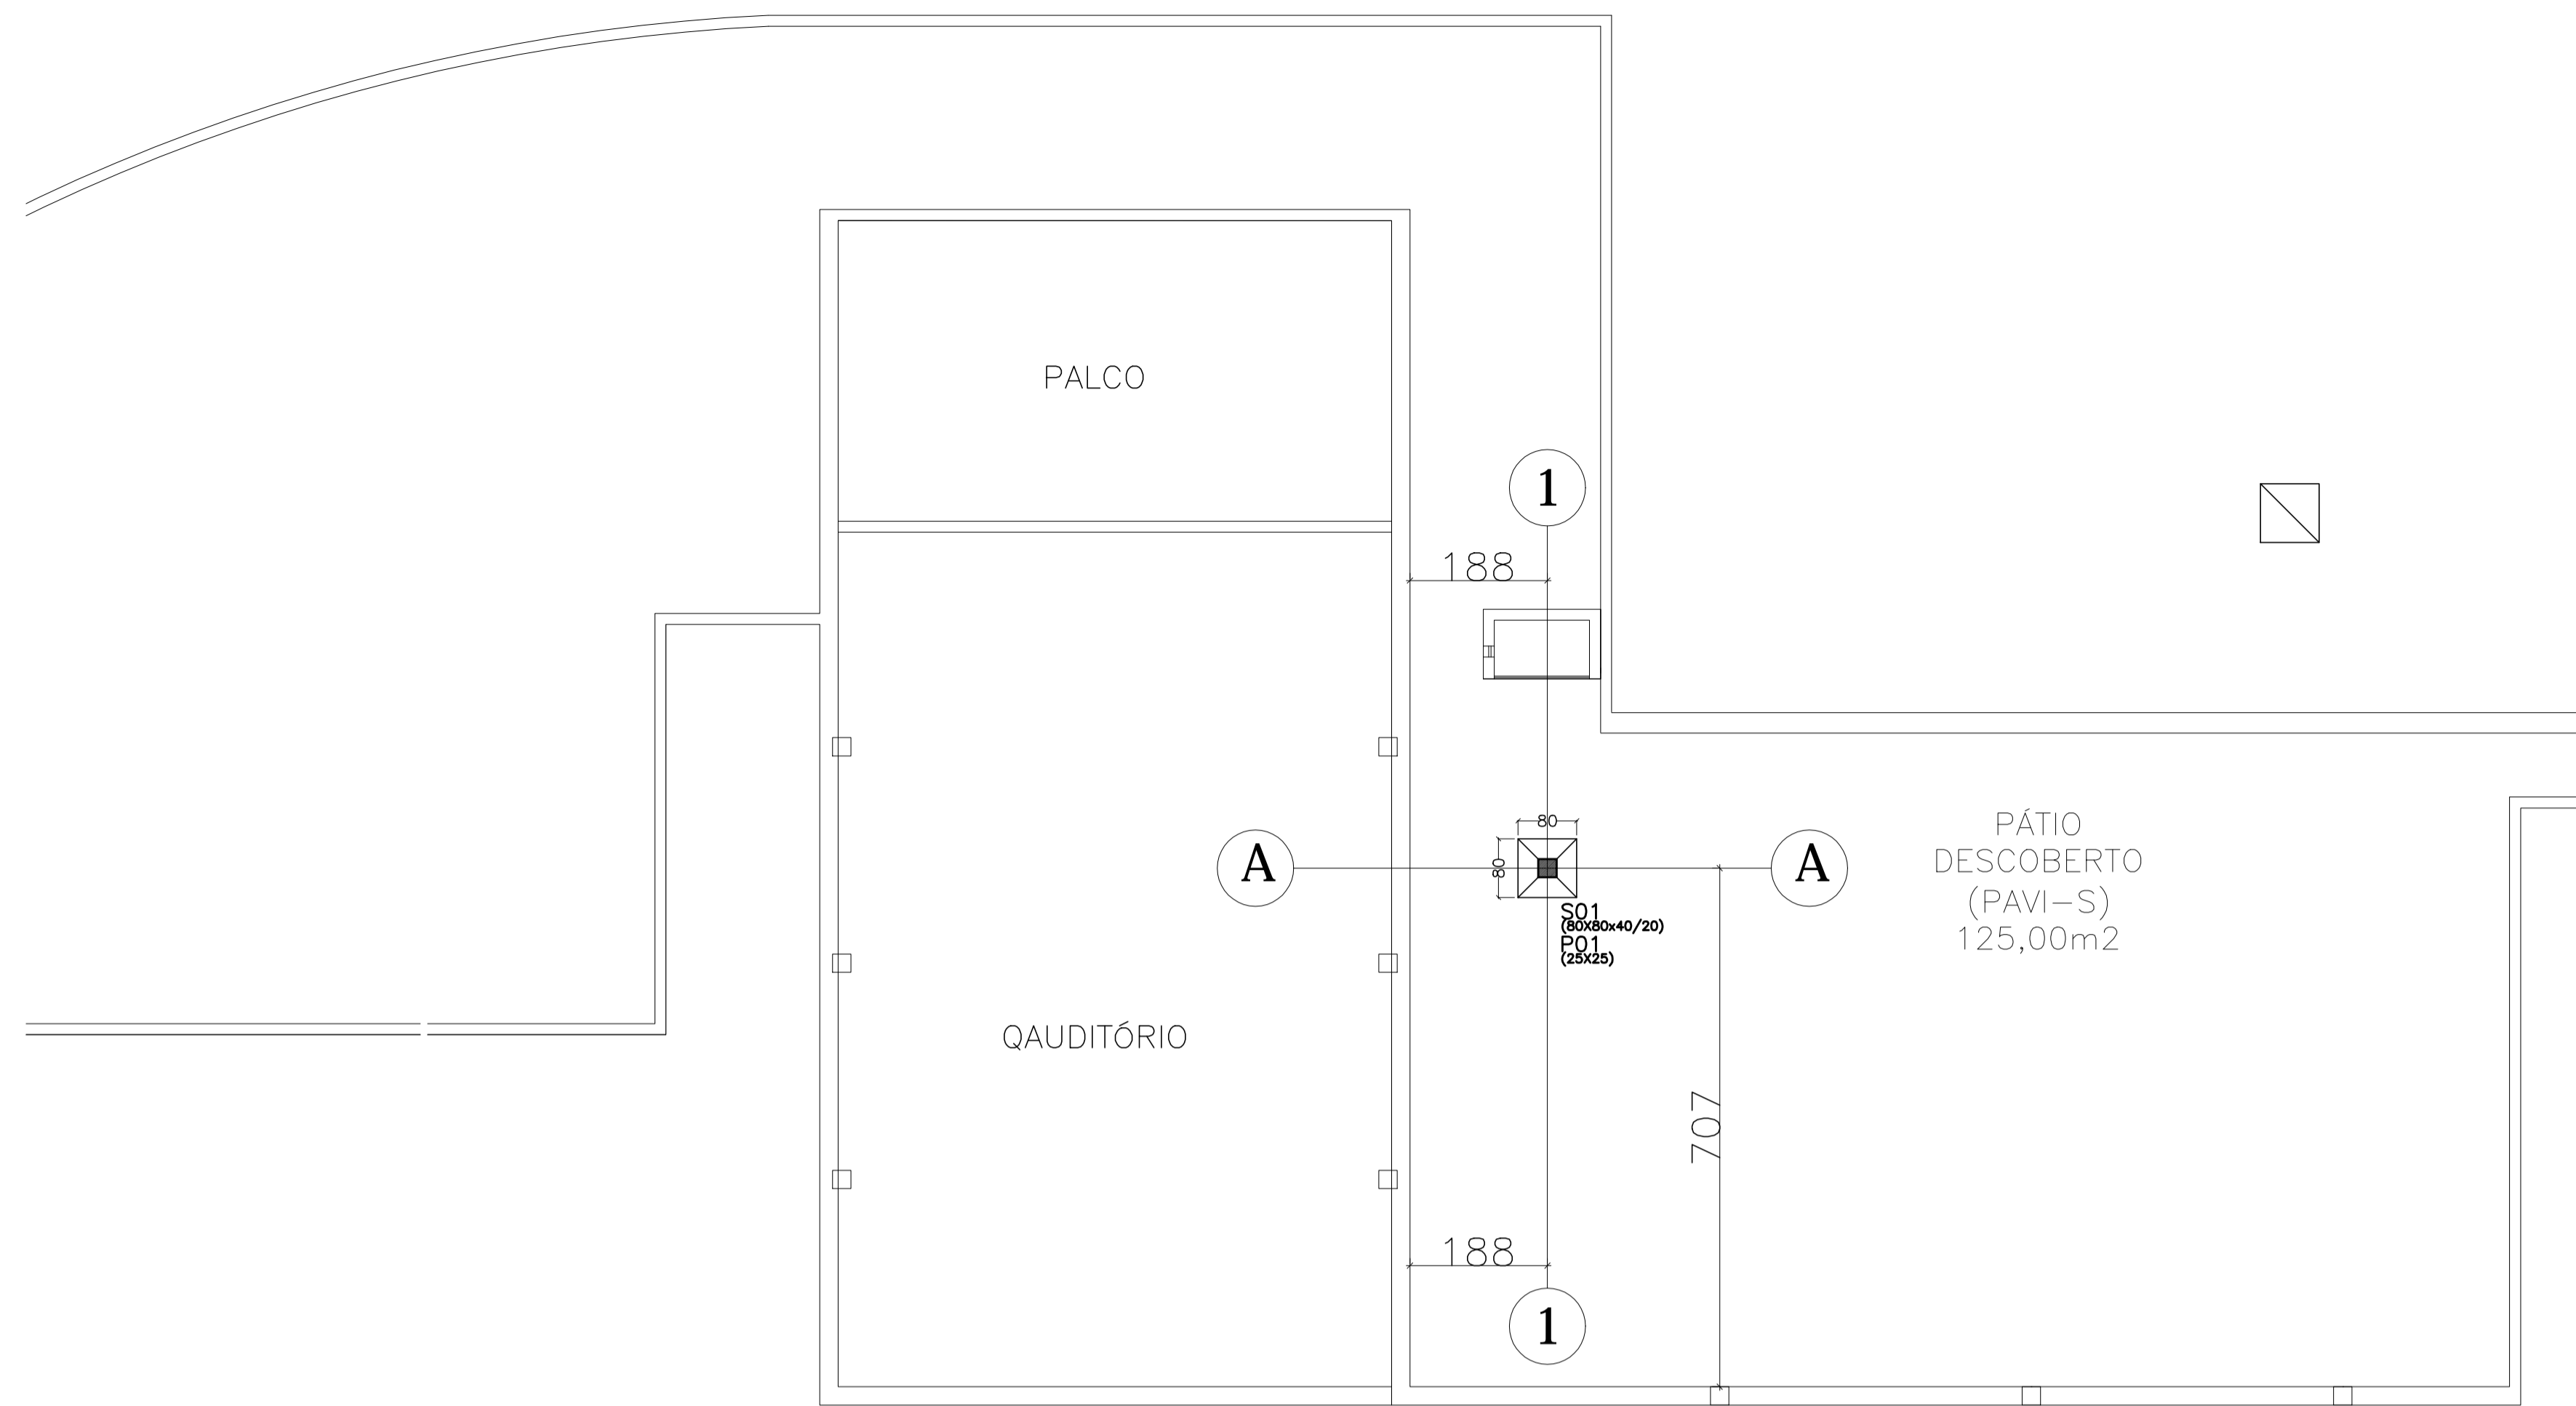 PALCO
1
188
80
80
A
A
S01
(80X80x40/20)
P01
(25X25)
PÁTIO
DESCOBERTO
(PAVI-S)
125,00m2
QAUDITÓRIO
707
188
1